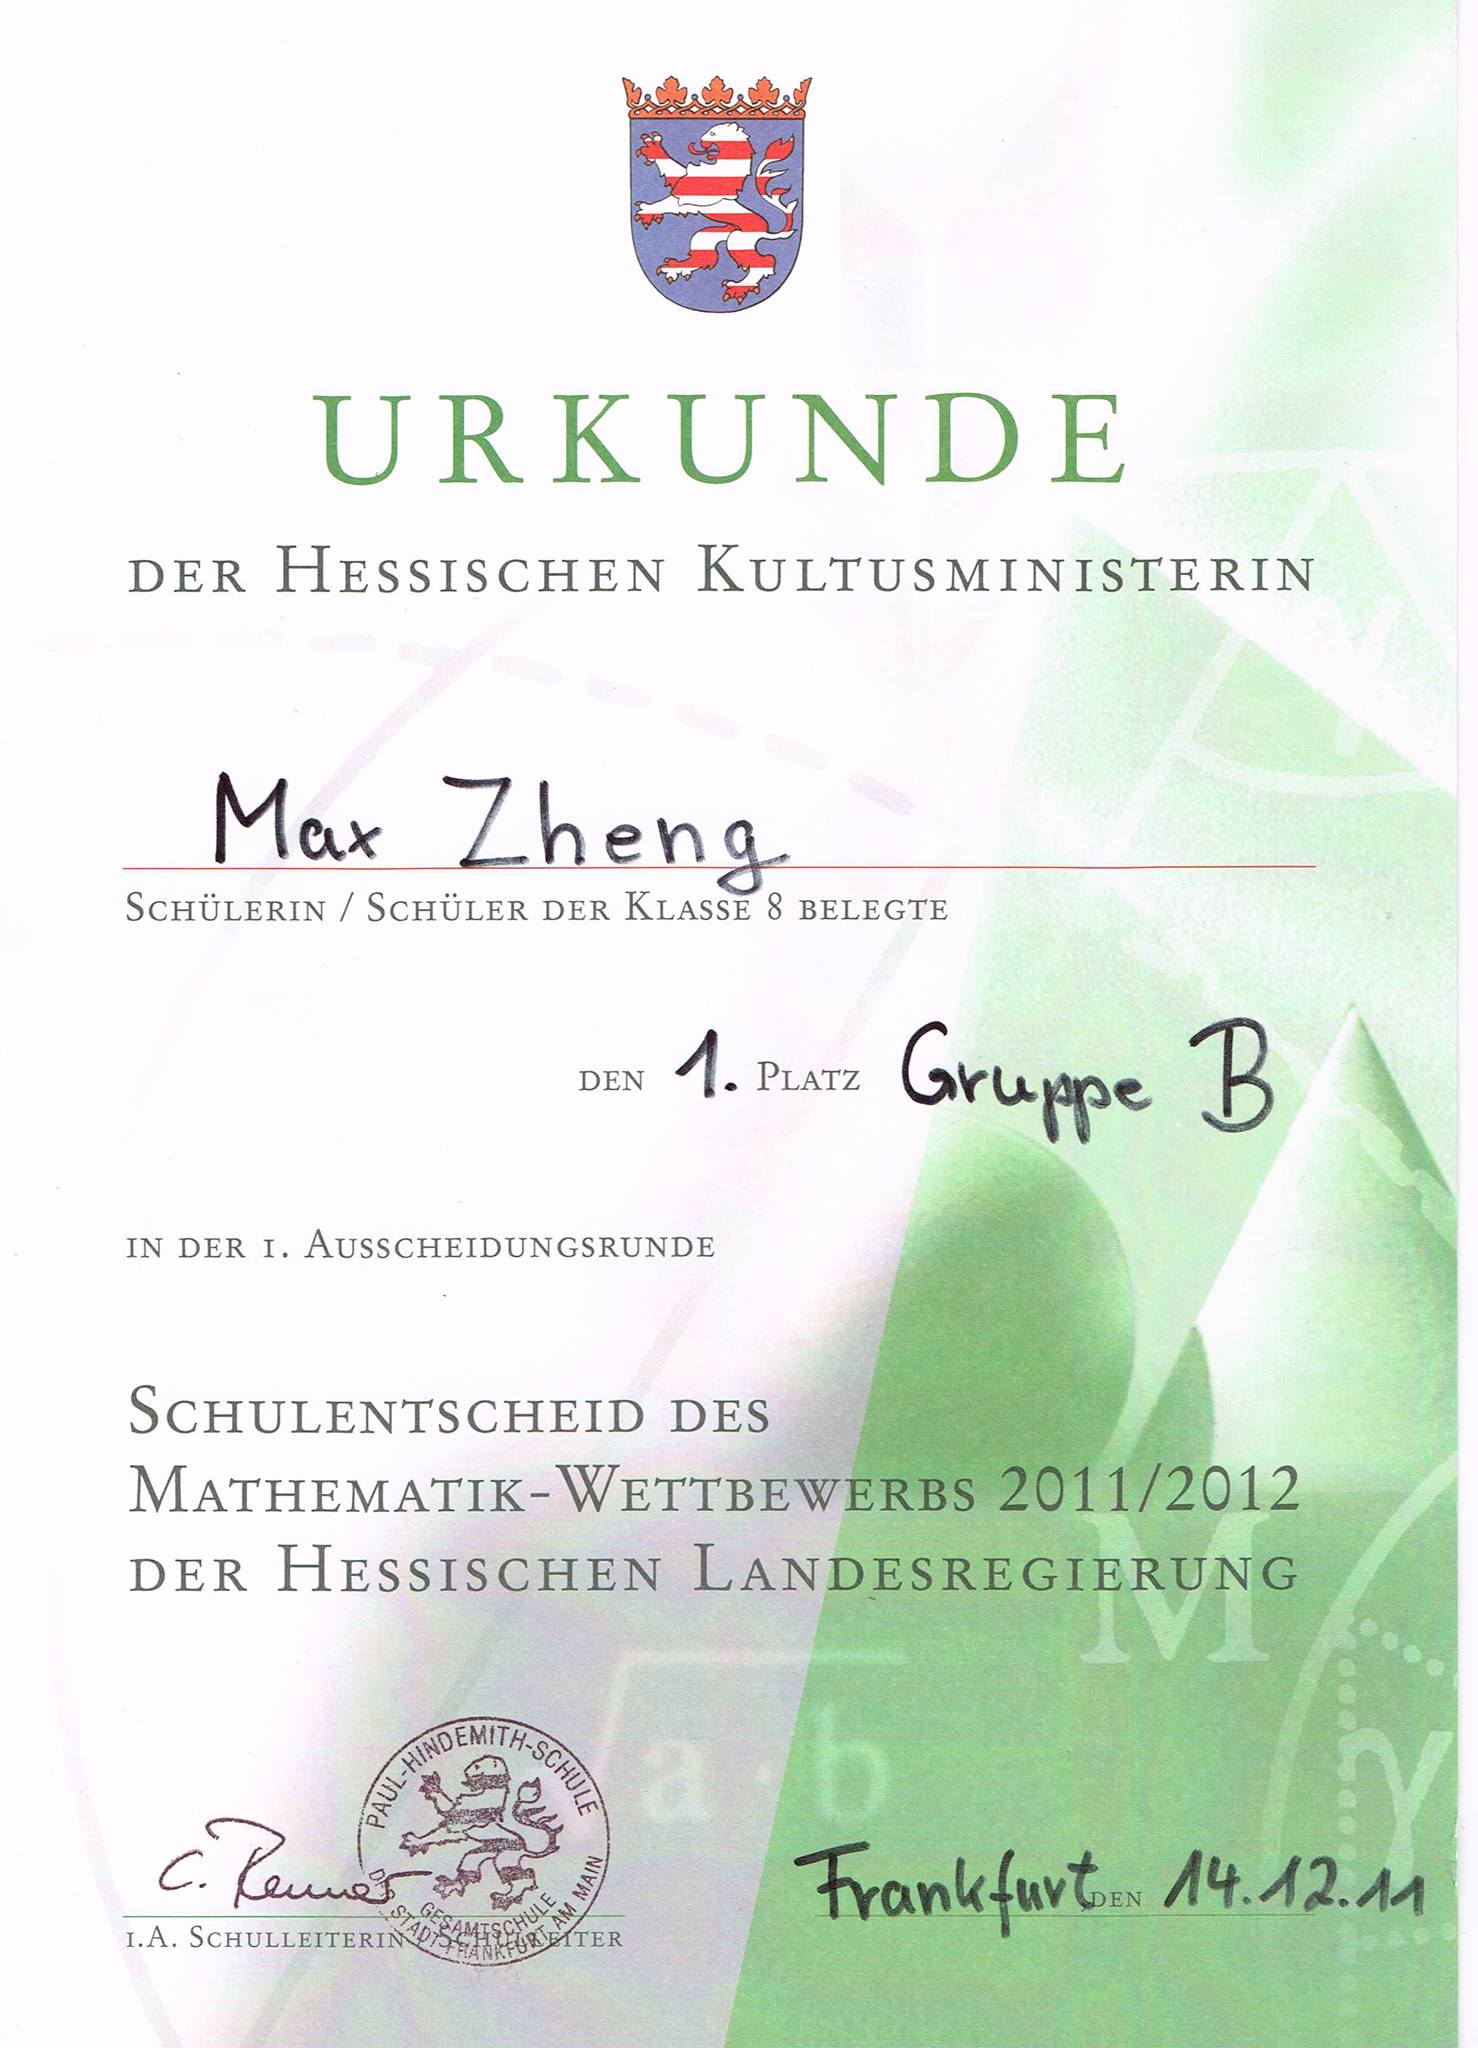 URKUNDE
DER HESSISCHEN KULTUSMINISTERIN
Max Zheng
SCHÜLERIN / SCHÜLER DER KLASSE 8 BELEGTE
DEN 1. PLATZ Gruppe B
IN DER 1. AUSSCHEIDUNGSRUNDE
SCHULENTSCHEID DES
MATHEMATIK-WETTBEWERBS 2011/2012
DER HESSISCHEN LANDESREGIERUNG
M
a · b
γ
PAUL-HINDEMITH-SCHULE
GESAMTSCHULE
DER STADT FRANKFURT AM MAIN
C.
Frankfurt DEN 14.12.11
I.A. SCHULLEITERIN / SCHULLEITER